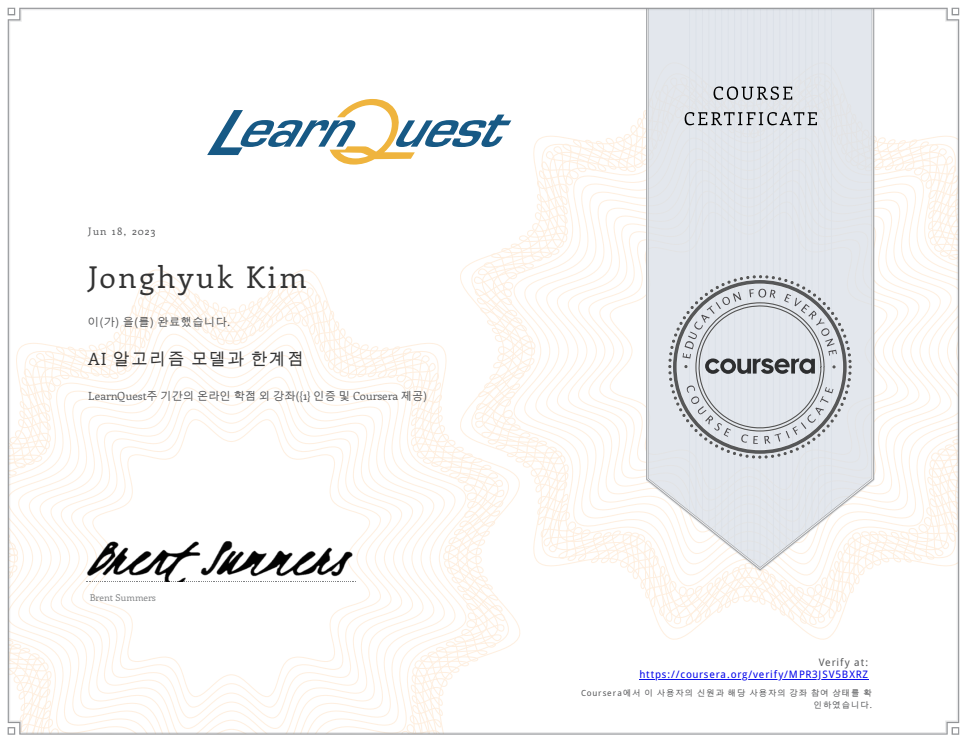 LearnQuest
COURSE
CERTIFICATE
Jun 18, 2023
Jonghyuk Kim
이(가) 을(를) 완료했습니다.
AI 알고리즘 모델과 한계점
LearnQuest주 기간의 온라인 학점 외 강좌({1} 인증 및 Coursera 제공)
EDUCATION FOR EVERYONE
coursera
COURSE CERTIFICATE
Brent Summers
Brent Summers
Verify at:
https://coursera.org/verify/MPR3JSV5BXRZ
Coursera에서 이 사용자의 신원과 해당 사용자의 강좌 참여 상태를 확
인하였습니다.